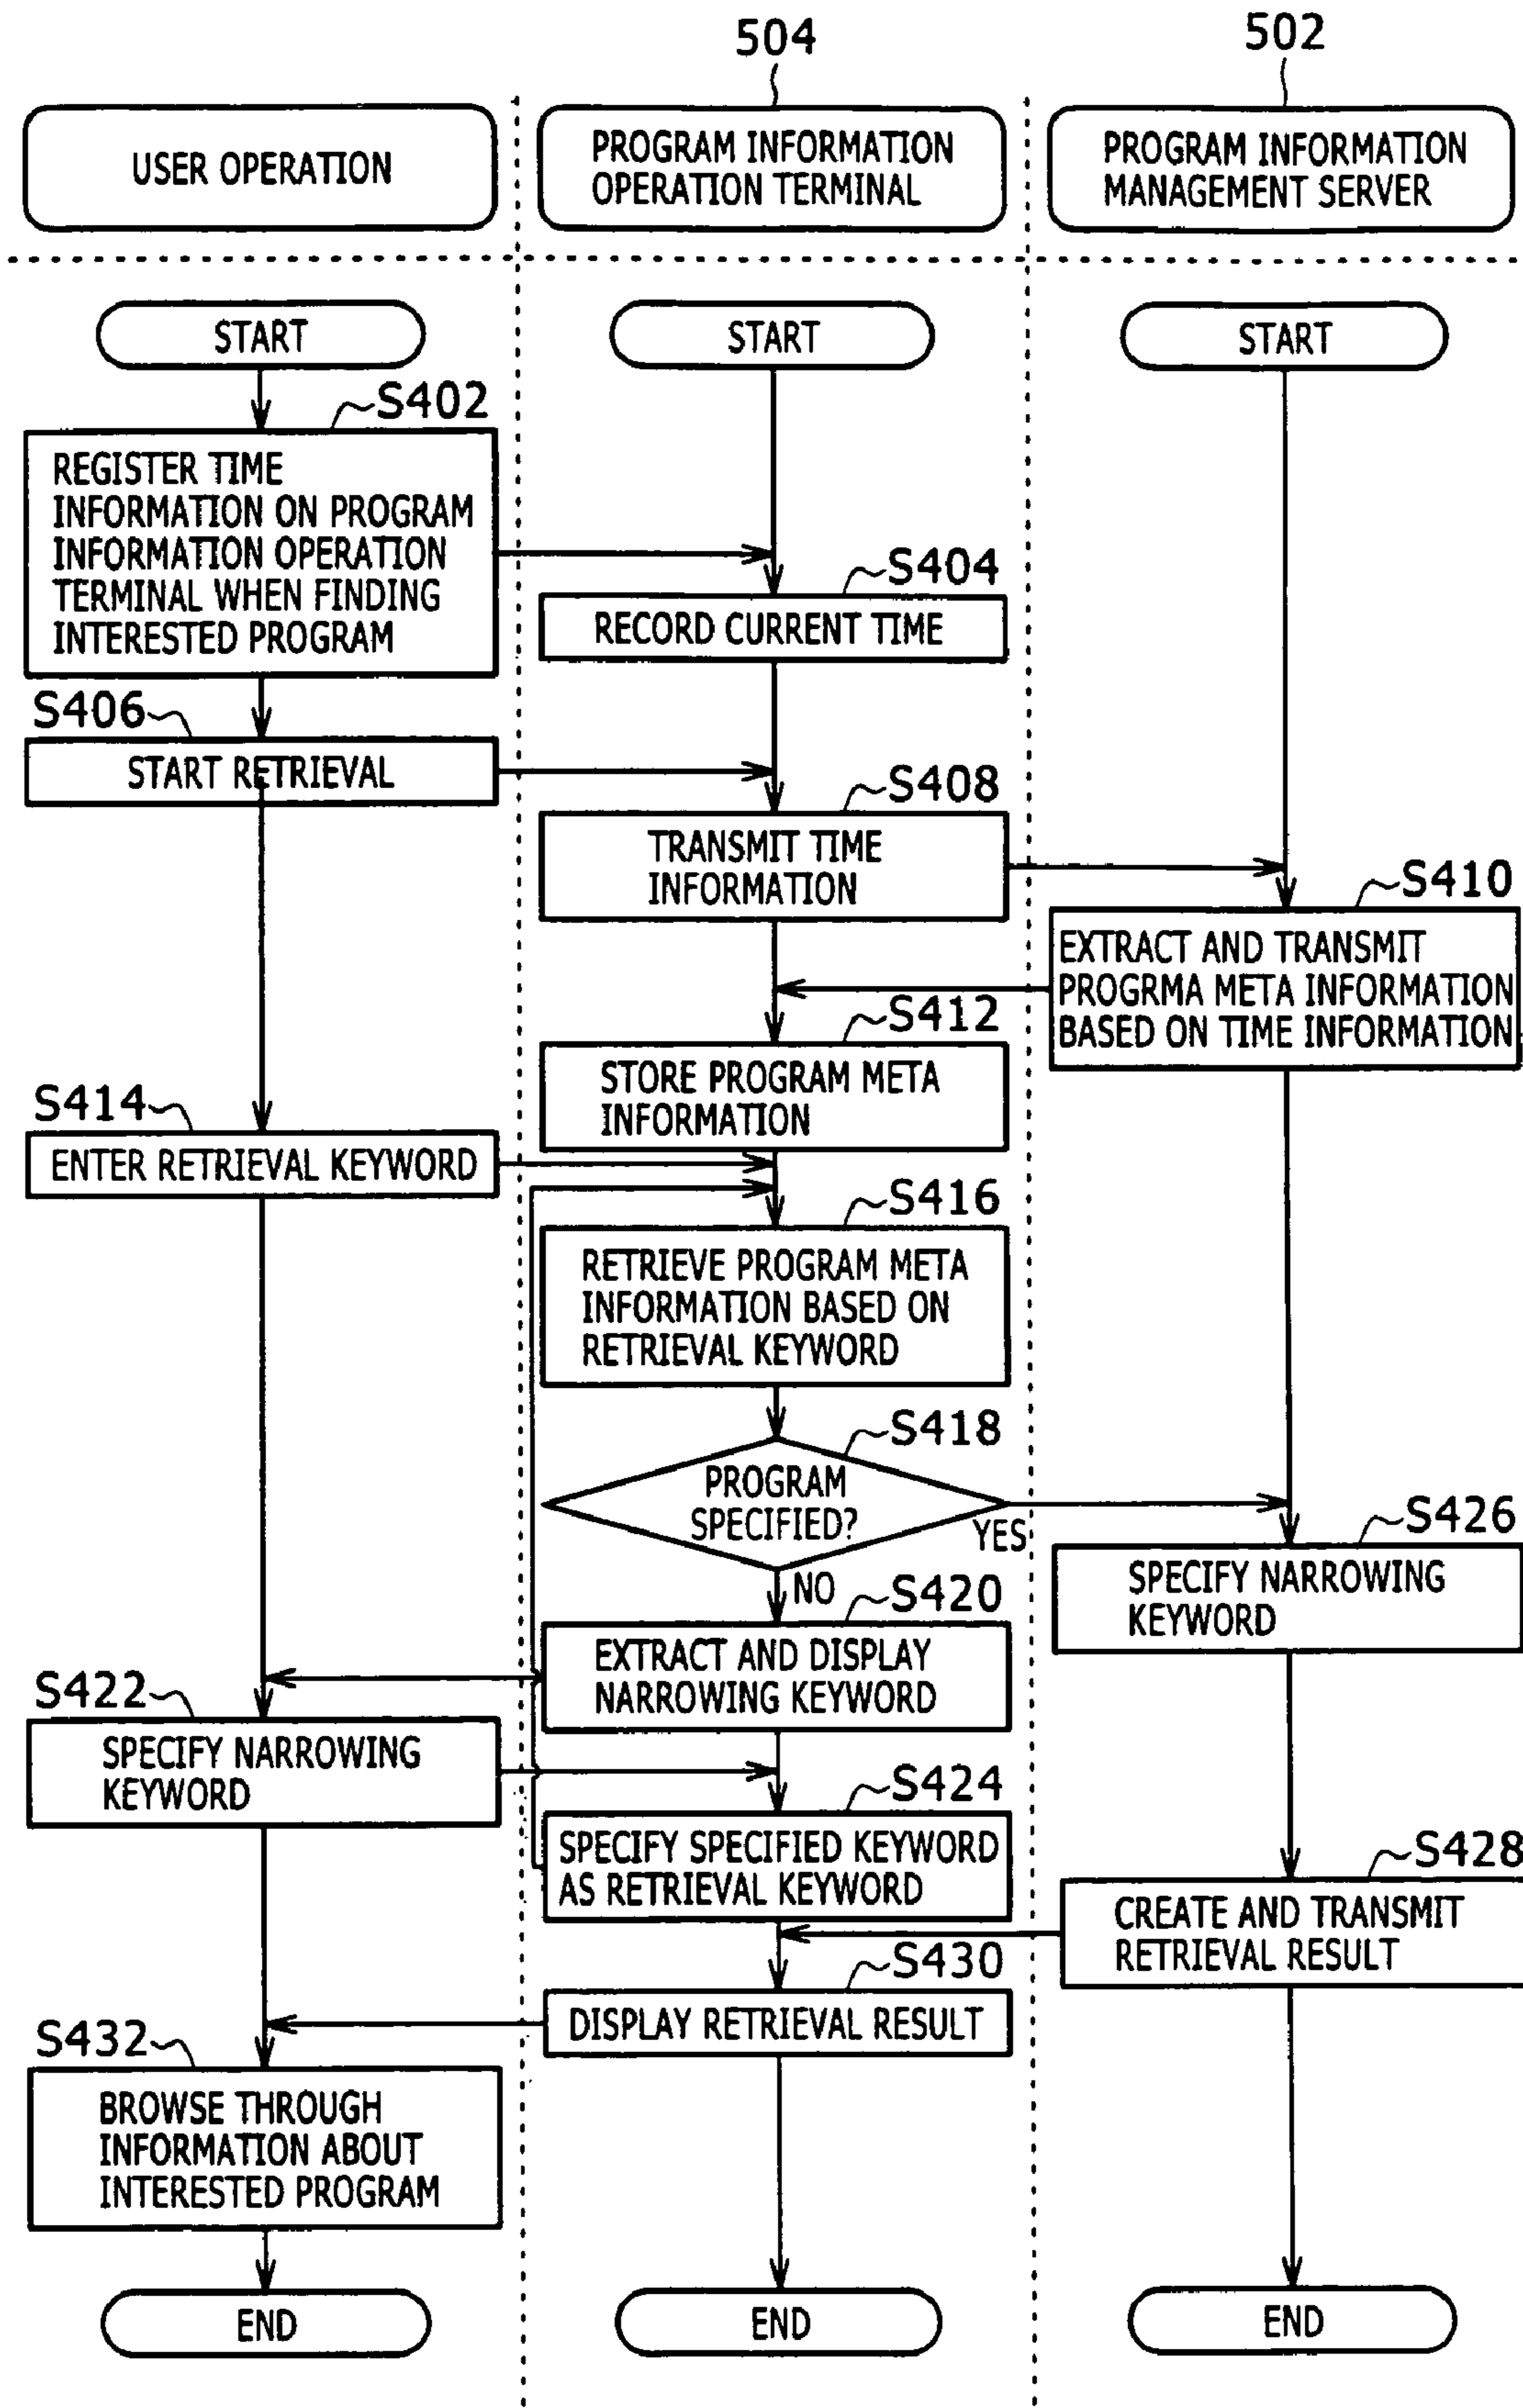 504
502
USER OPERATION
PROGRAM INFORMATION
OPERATION TERMINAL
PROGRAM INFORMATION
MANAGEMENT SERVER
START
START
START
S402
REGISTER TIME
INFORMATION ON PROGRAM
INFORMATION OPERATION
TERMINAL WHEN FINDING
INTERESTED PROGRAM
S404
RECORD CURRENT TIME
S406
START RETRIEVAL
S408
TRANSMIT TIME
INFORMATION
S410
EXTRACT AND TRANSMIT
PROGRMA META INFORMATION
BASED ON TIME INFORMATION
S412
STORE PROGRAM META
INFORMATION
S414
ENTER RETRIEVAL KEYWORD
S416
RETRIEVE PROGRAM META
INFORMATION BASED ON
RETRIEVAL KEYWORD
S418
PROGRAM
SPECIFIED?
YES
NO
S426
SPECIFY NARROWING
KEYWORD
S420
EXTRACT AND DISPLAY
NARROWING KEYWORD
S422
SPECIFY NARROWING
KEYWORD
S424
SPECIFY SPECIFIED KEYWORD
AS RETRIEVAL KEYWORD
S428
CREATE AND TRANSMIT
RETRIEVAL RESULT
S430
DISPLAY RETRIEVAL RESULT
S432
BROWSE THROUGH
INFORMATION ABOUT
INTERESTED PROGRAM
END
END
END